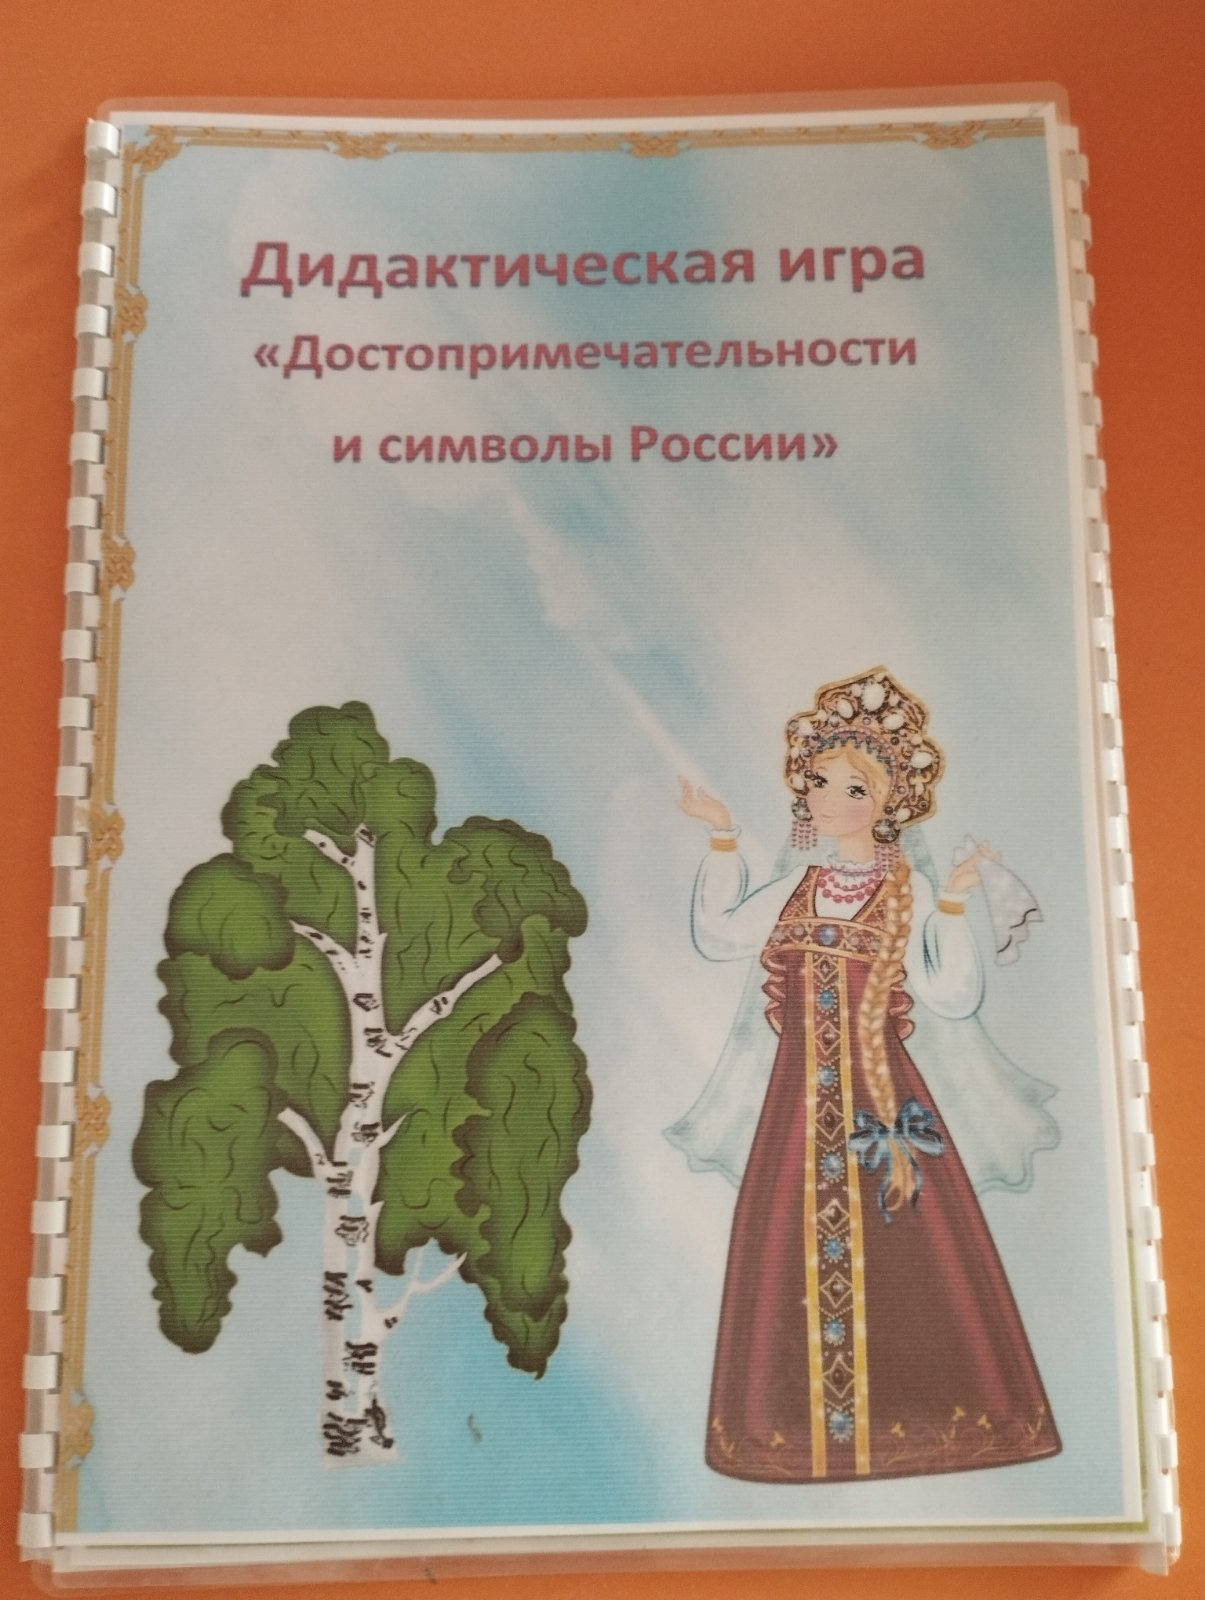 Дидактическая игра
«Достопримечательности
и символы России»